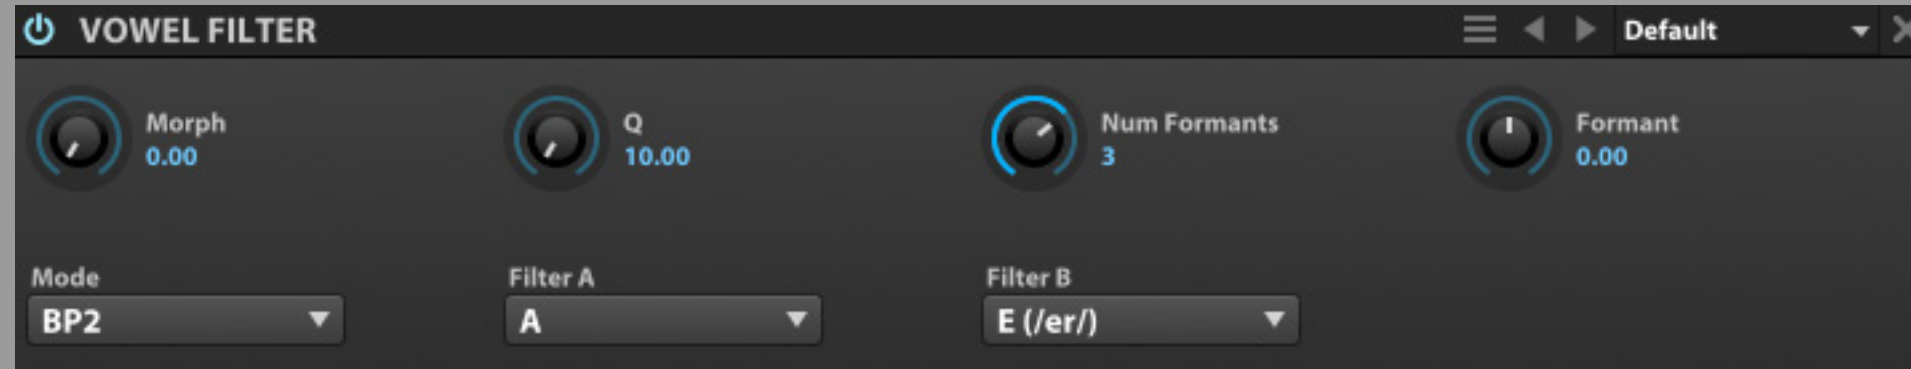 VOWEL FILTER
Default
Morph
0.00
Q
10.00
Num Formants
3
Formant
0.00
Mode
BP2
Filter A
A
Filter B
E (/er/)